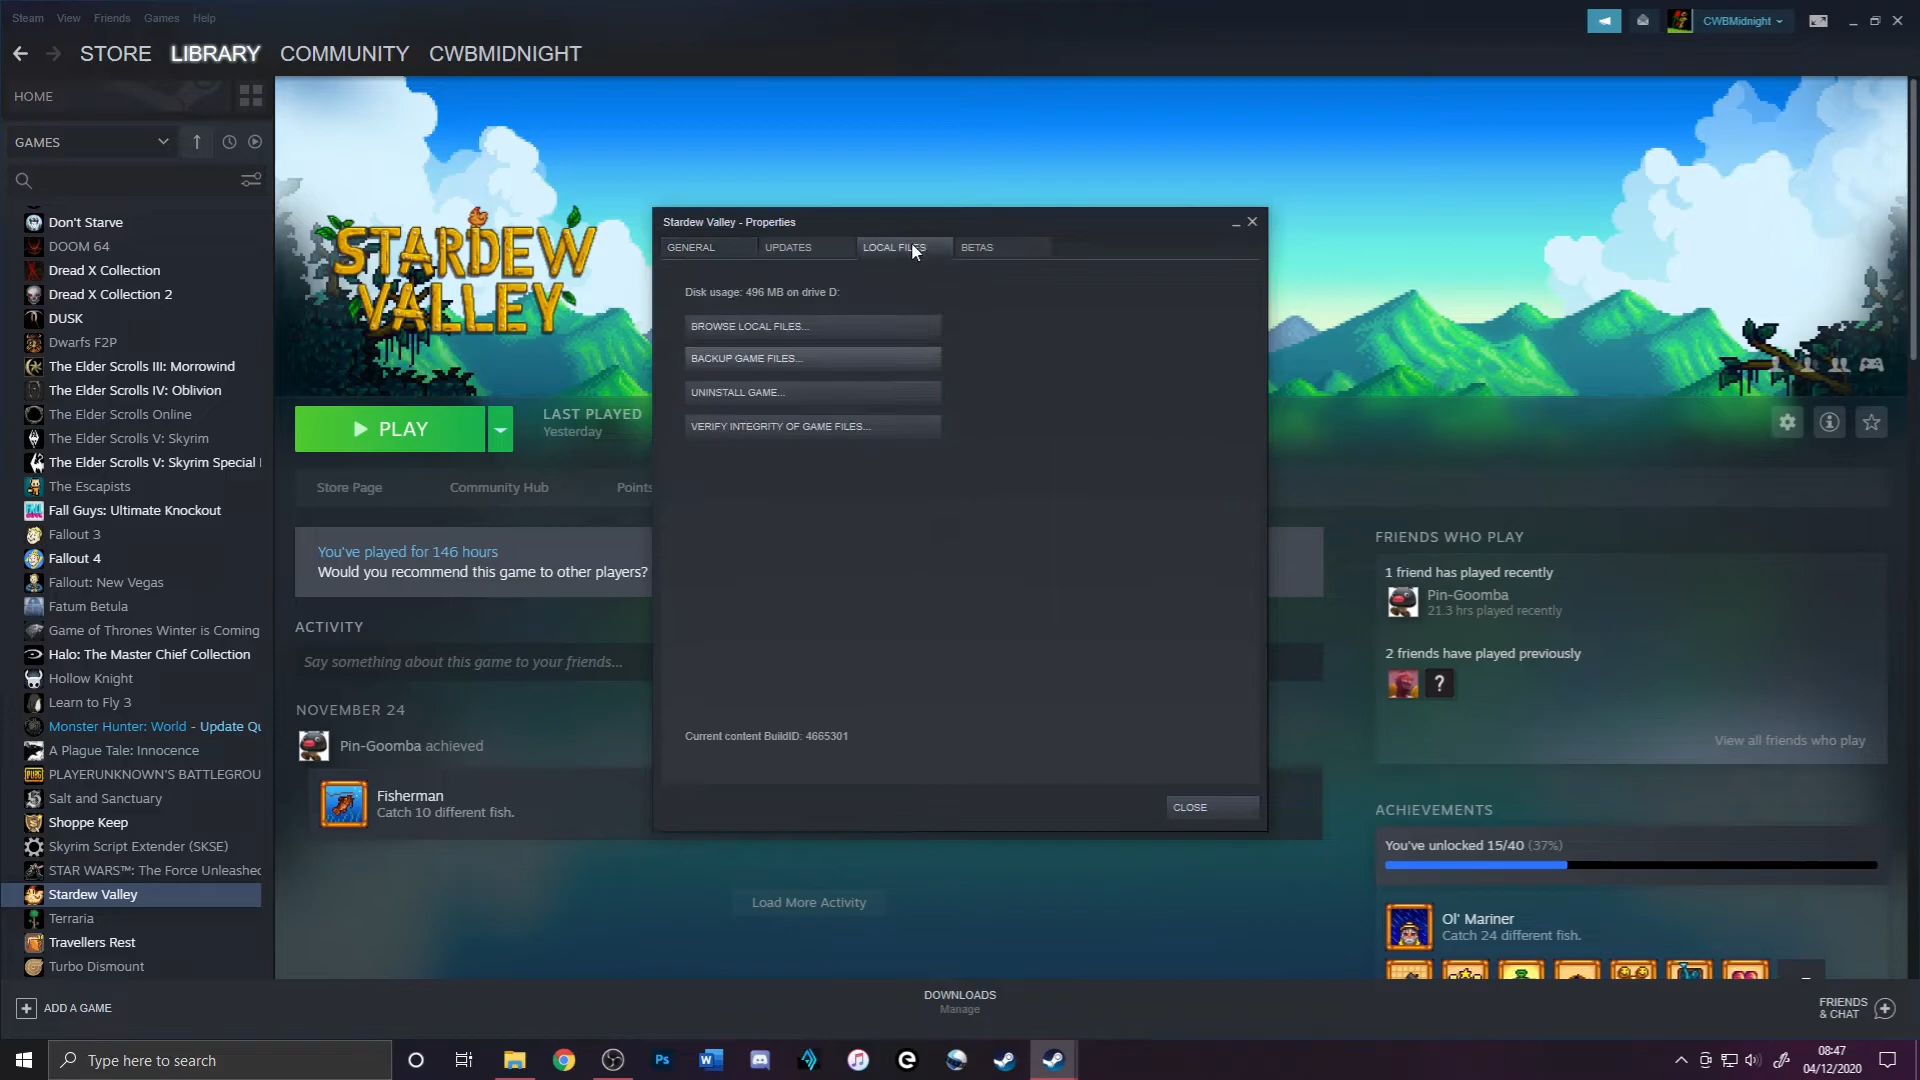 Steam View Friends Games Help
CWBMidnight
STORE LIBRARY COMMUNITY CWBMIDNIGHT
HOME
GAMES
Don't Starve
DOOM 64
Dread X Collection
Dread X Collection 2
DUSK
Dwarfs F2P
The Elder Scrolls III: Morrowind
The Elder Scrolls IV: Oblivion
The Elder Scrolls Online
The Elder Scrolls V: Skyrim
The Elder Scrolls V: Skyrim Special
The Escapists
Fall Guys: Ultimate Knockout
Fallout 3
Fallout 4
Fallout: New Vegas
Fatum Betula
Game of Thrones Winter is Coming
Halo: The Master Chief Collection
Hollow Knight
Learn to Fly 3
Monster Hunter: World - Update Qu
A Plague Tale: Innocence
PLAYERUNKNOWN'S BATTLEGROU
Salt and Sanctuary
Shoppe Keep
Skyrim Script Extender (SKSE)
STAR WARS™: The Force Unleashed
Stardew Valley
Terraria
Travellers Rest
Turbo Dismount
ADD A GAME
STARDEW
VALLEY
PLAY
LAST PLAYED
Yesterday
Store Page Community Hub Points
You've played for 146 hours
Would you recommend this game to other players?
ACTIVITY
Say something about this game to your friends...
NOVEMBER 24
Pin-Goomba achieved
Fisherman
Catch 10 different fish.
Load More Activity
Stardew Valley - Properties
GENERAL UPDATES LOCAL FILES BETAS
Disk usage: 496 MB on drive D:
BROWSE LOCAL FILES...
BACKUP GAME FILES...
UNINSTALL GAME...
VERIFY INTEGRITY OF GAME FILES...
Current content BuildID: 4665301
CLOSE
FRIENDS WHO PLAY
1 friend has played recently
Pin-Goomba
21.3 hrs played recently
2 friends have played previously
?
View all friends who play
ACHIEVEMENTS
You've unlocked 15/40 (37%)
Ol' Mariner
Catch 24 different fish.
DOWNLOADS
Manage
FRIENDS
& CHAT
Type here to search
Ps
08:47
04/12/2020